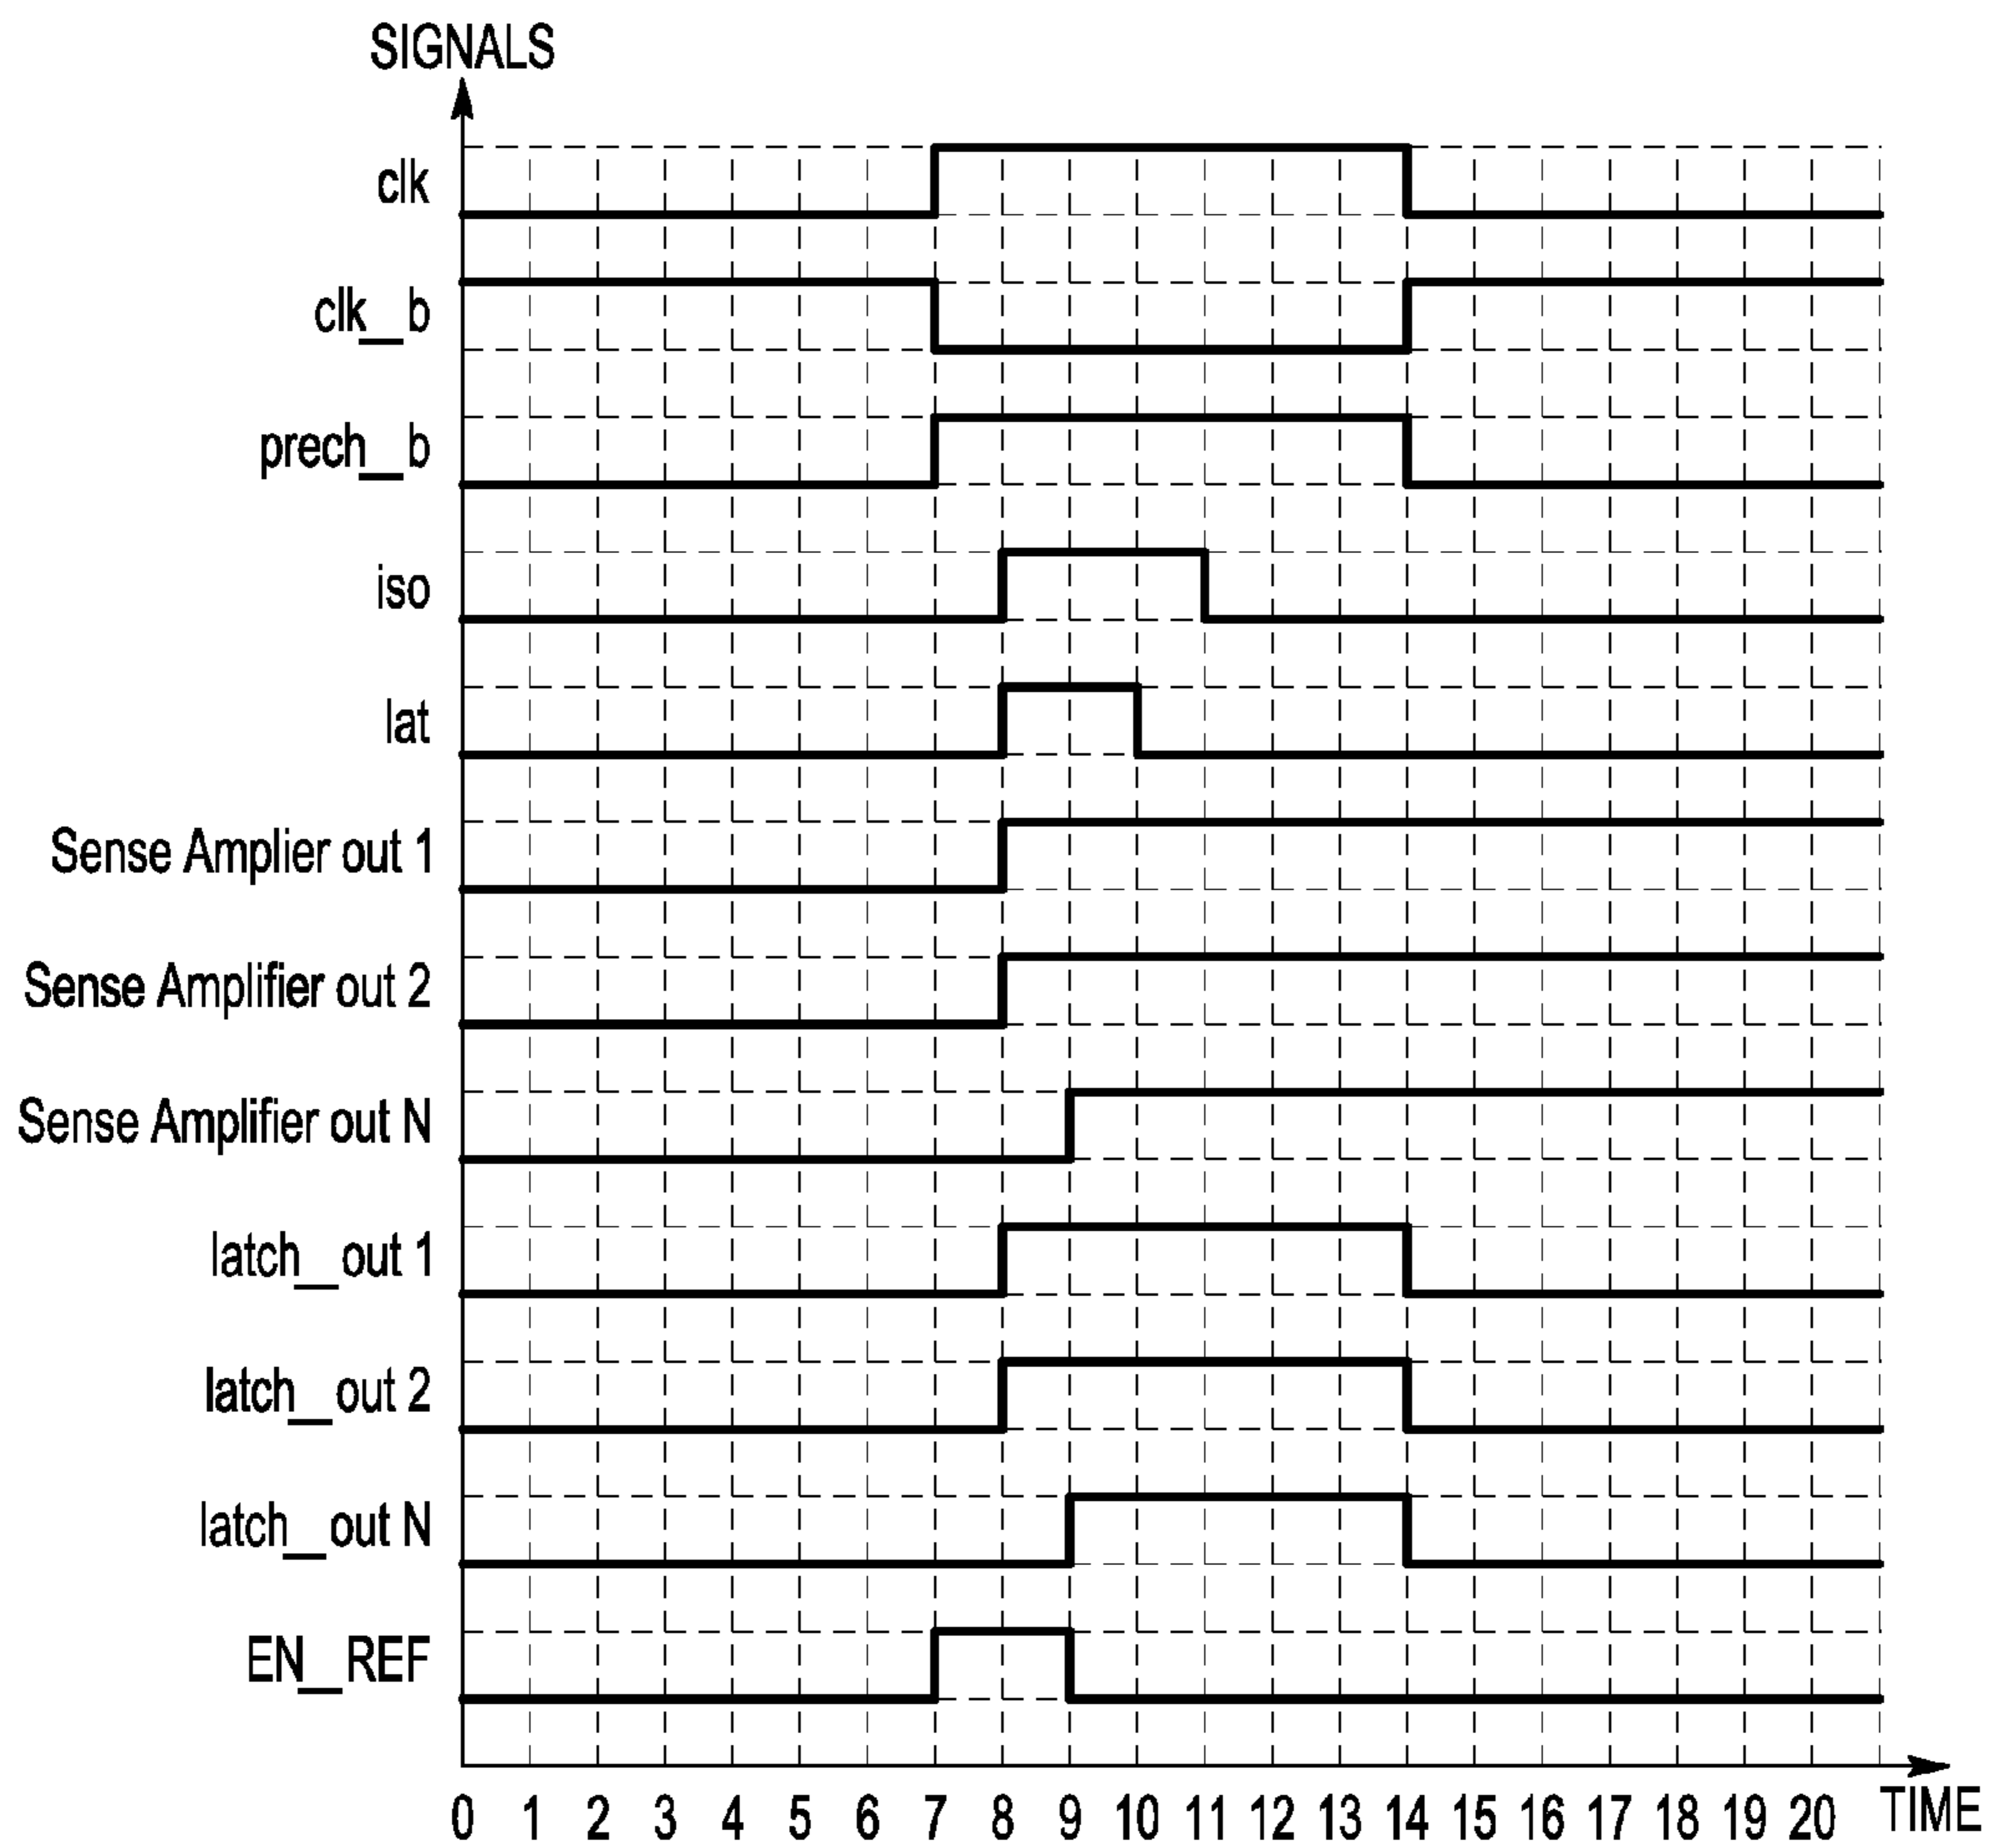 SIGNALS
clk
clk_b
prech_b
iso
lat
Sense Amplier out 1
Sense Amplifier out 2
Sense Amplifier out N
latch_out 1
latch_out 2
latch_out N
EN_REF
0 1 2 3 4 5 6 7 8 9 10 11 12 13 14 15 16 17 18 19 20 TIME